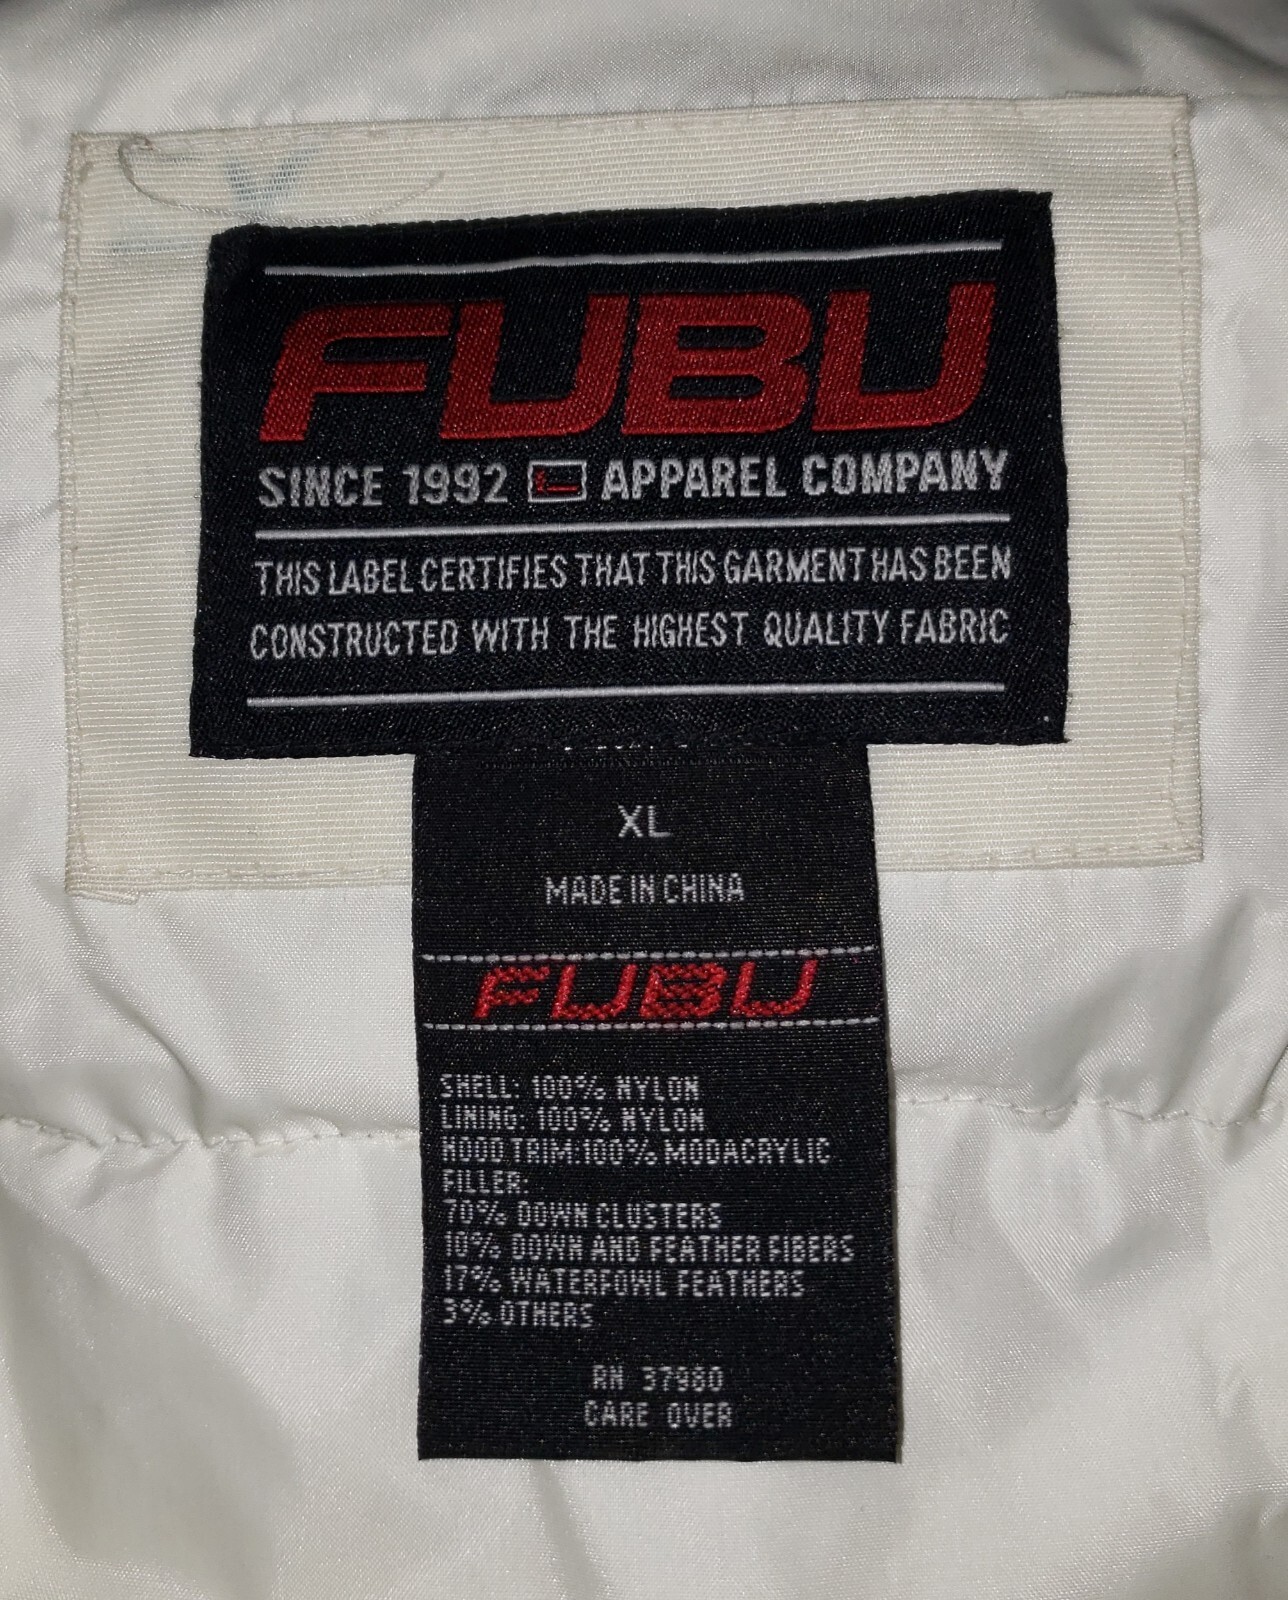 FUBU
SINCE 1992 APPAREL COMPANY
THIS LABEL CERTIFIES THAT THIS GARMENT HAS BEEN
CONSTRUCTED WITH THE HIGHEST QUALITY FABRIC
XL
MADE IN CHINA
FUBU
SHELL: 100% NYLON
LINING: 100% NYLON
HOOD TRIM:100% MODACRYLIC
FILLER:
70% DOWN CLUSTERS
10% DOWN AND FEATHER FIBERS
17% WATERFOWL FEATHERS
3% OTHERS
RN 37980
CARE OVER